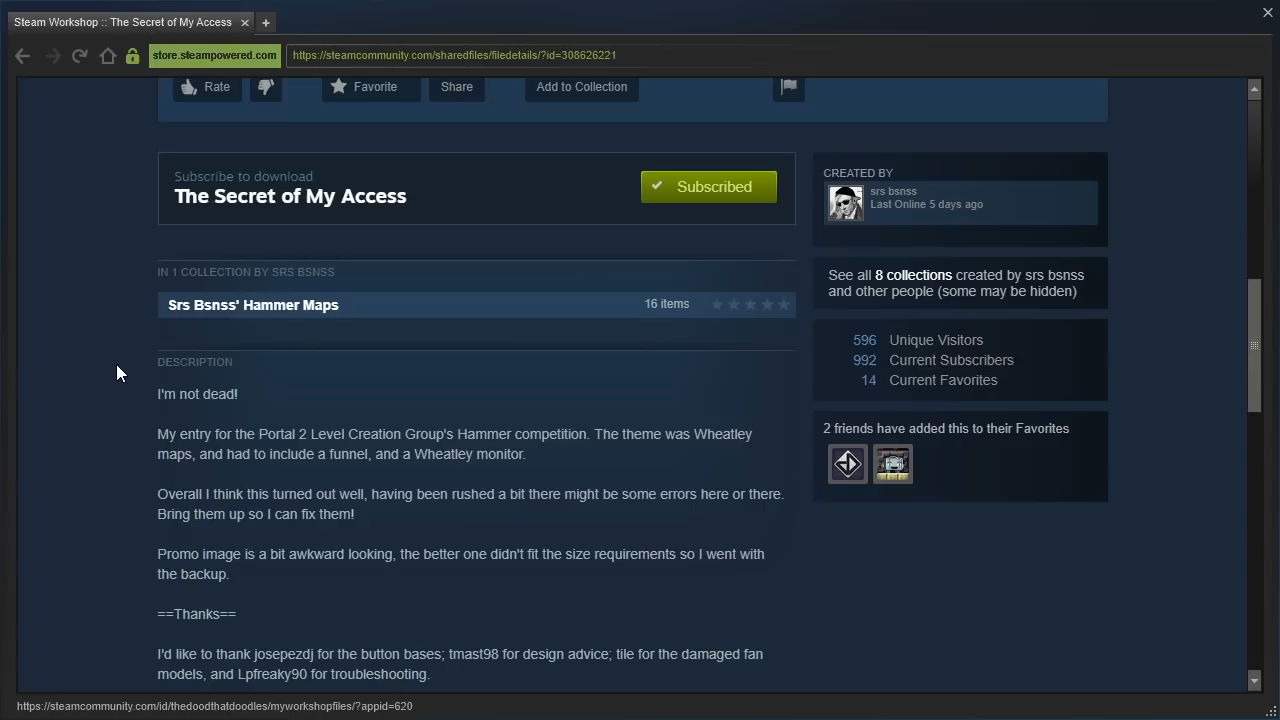 Steam Workshop :: The Secret of My Access
store.steampowered.com https://steamcommunity.com/sharedfiles/filedetails/?id=308626221
Rate Favorite Share Add to Collection
Subscribe to download
The Secret of My Access
Subscribed
CREATED BY
srs bsnss
Last Online 5 days ago
IN 1 COLLECTION BY SRS BSNSS
Srs Bsnss' Hammer Maps 16 items
See all 8 collections created by srs bsnss
and other people (some may be hidden)
596 Unique Visitors
992 Current Subscribers
14 Current Favorites
2 friends have added this to their Favorites
DESCRIPTION
I'm not dead!
My entry for the Portal 2 Level Creation Group's Hammer competition. The theme was Wheatley
maps, and had to include a funnel, and a Wheatley monitor.
Overall I think this turned out well, having been rushed a bit there might be some errors here or there.
Bring them up so I can fix them!
Promo image is a bit awkward looking, the better one didn't fit the size requirements so I went with
the backup.
==Thanks==
I'd like to thank josepezdj for the button bases; tmast98 for design advice; tile for the damaged fan
models, and Lpfreaky90 for troubleshooting.
https://steamcommunity.com/id/thedoodthatdoodles/myworkshopfiles/?appid=620